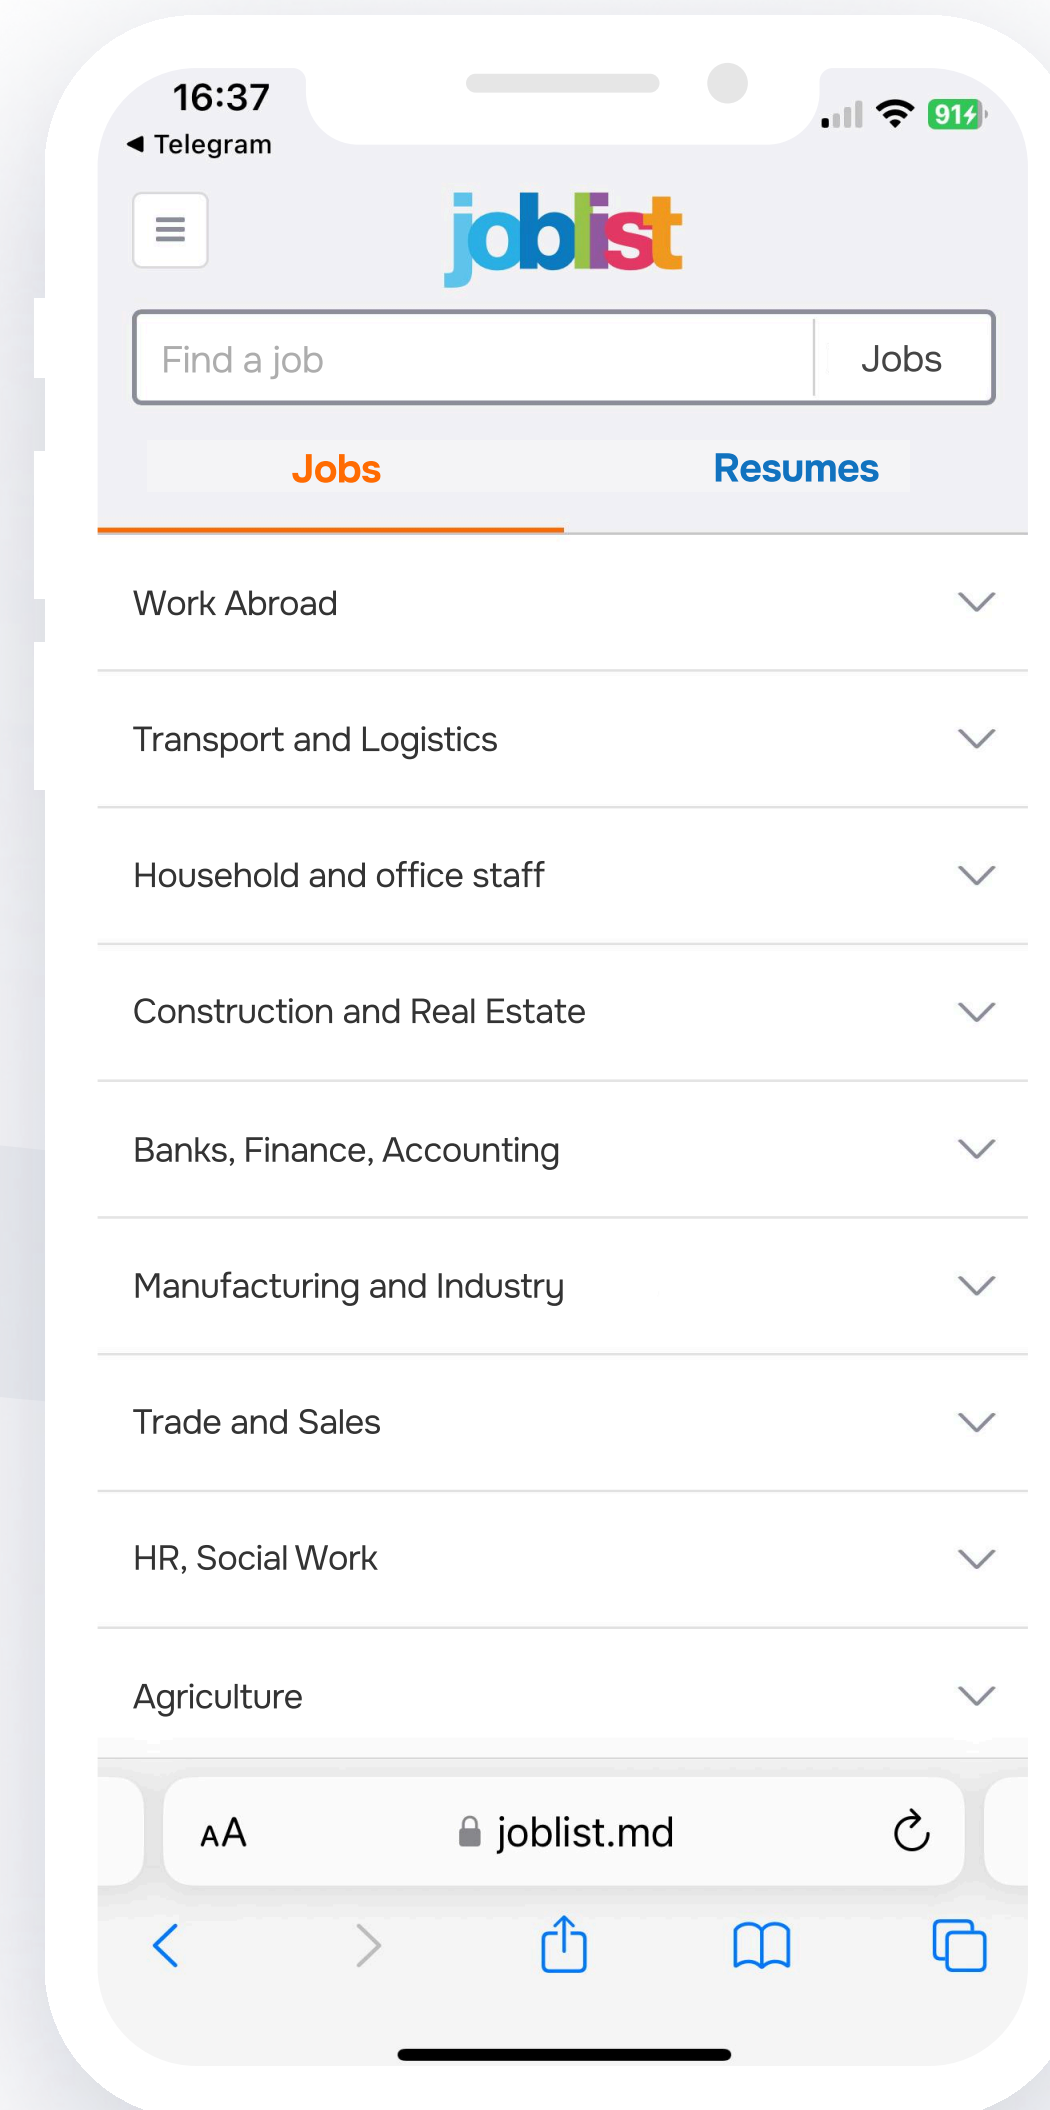 16:37
91
Telegram
joblist
Find a job
Jobs
Jobs
Resumes
Work Abroad
Transport and Logistics
Household and office staff
Construction and Real Estate
Banks, Finance, Accounting
Manufacturing and Industry
Trade and Sales
HR, Social Work
Agriculture
AA
joblist.md